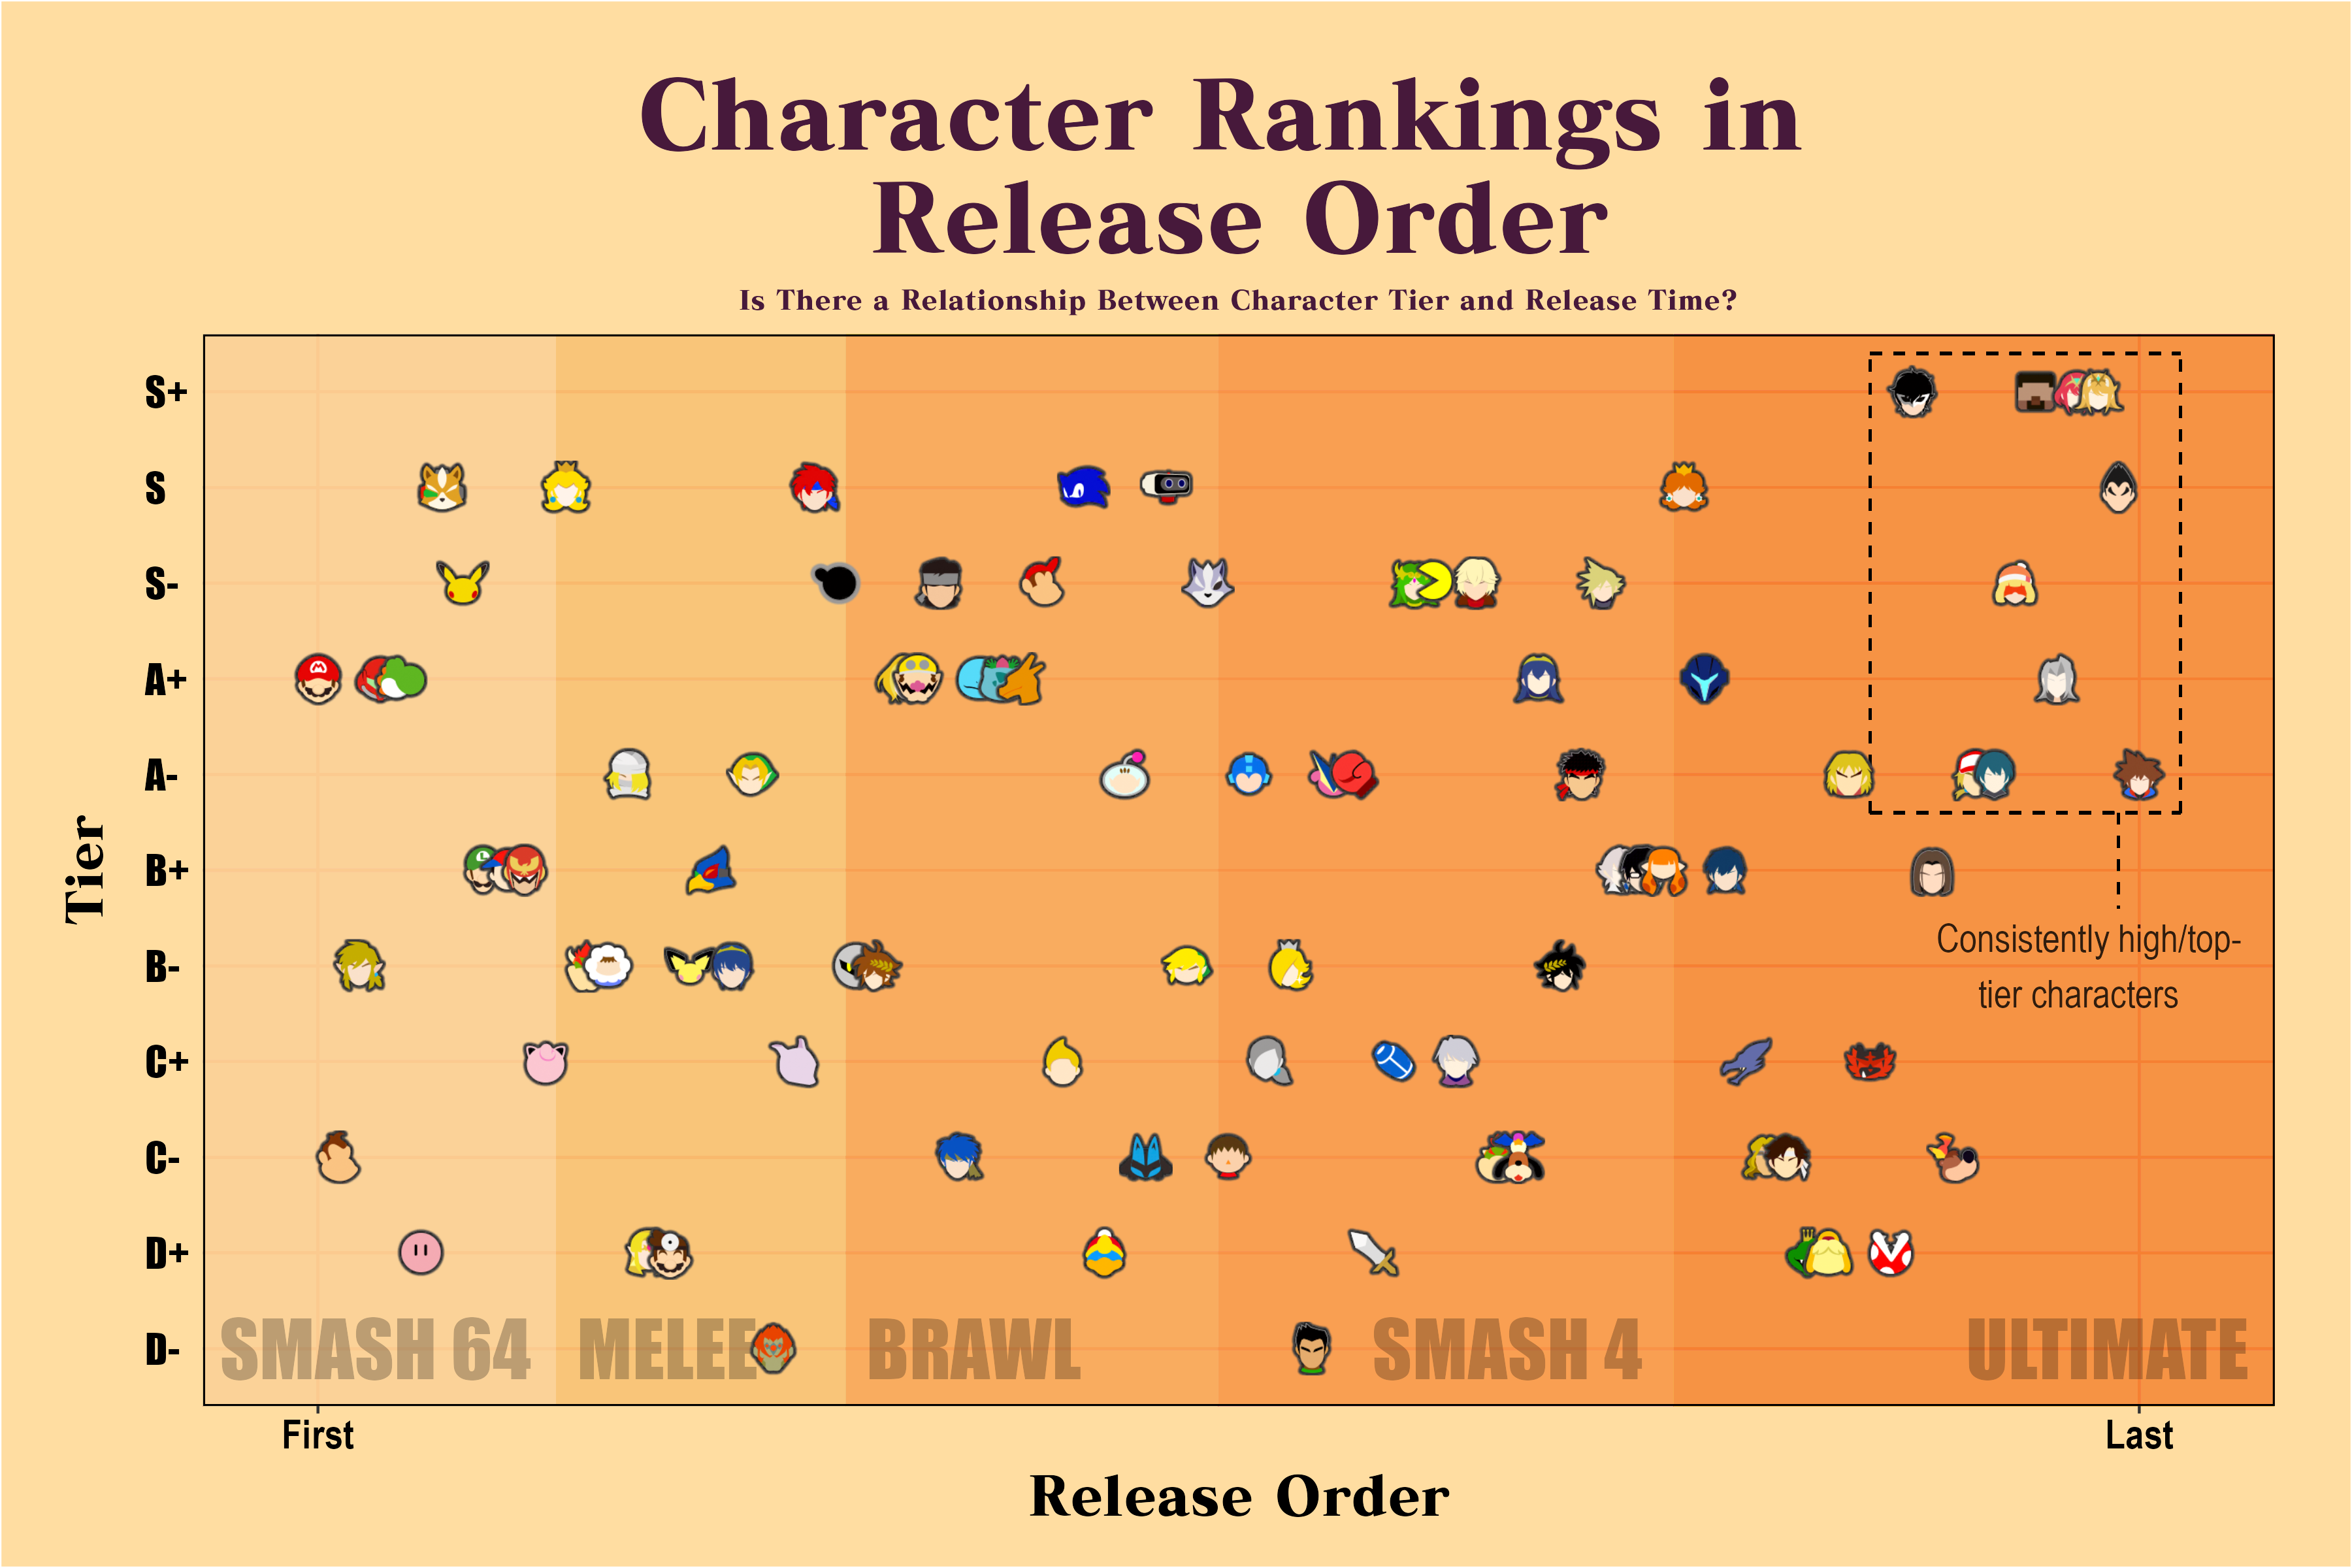 Character Rankings in
Release Order
Is There a Relationship Between Character Tier and Release Time?
S+
S
S-
A+
A-
B+
B-
C+
C-
D+
D-
Tier
Consistently high/top-
tier characters
SMASH 64
MELEE
BRAWL
SMASH 4
ULTIMATE
First
Last
Release Order